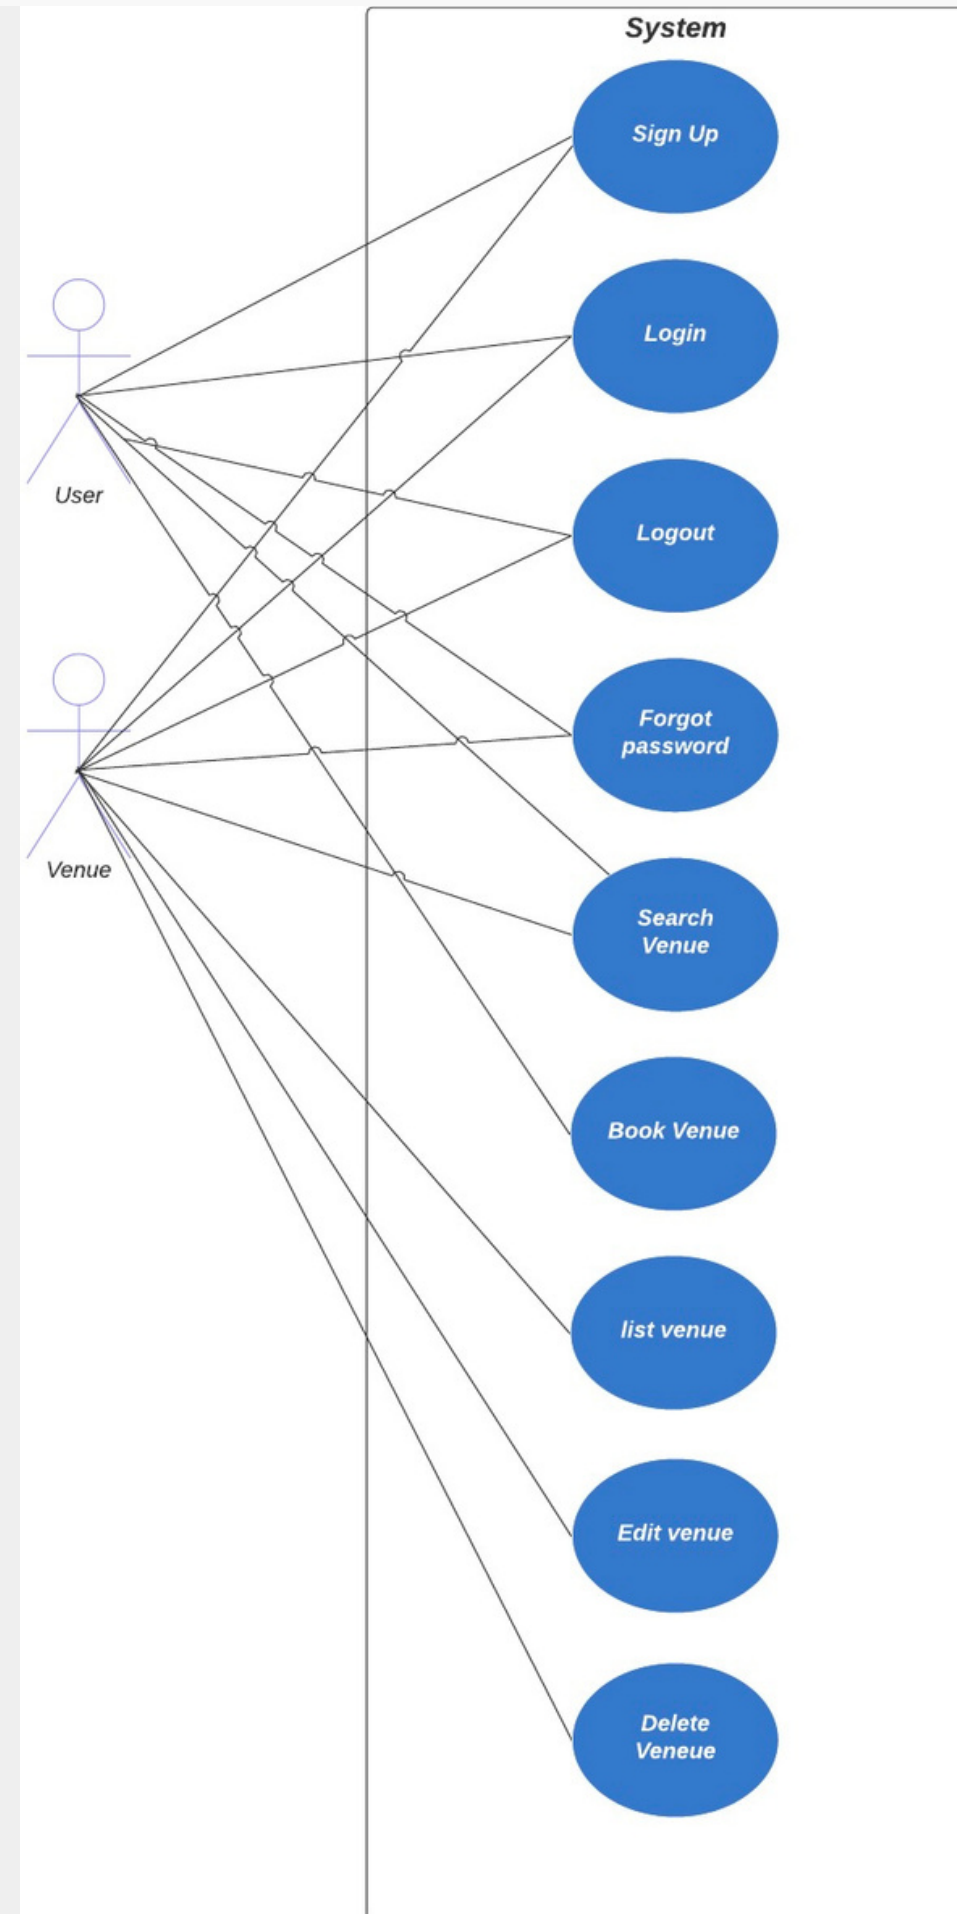 System
Sign Up
Login
User
Logout
Forgot
password
Venue
Search
Venue
Book Venue
list venue
Edit venue
Delete
Veneue